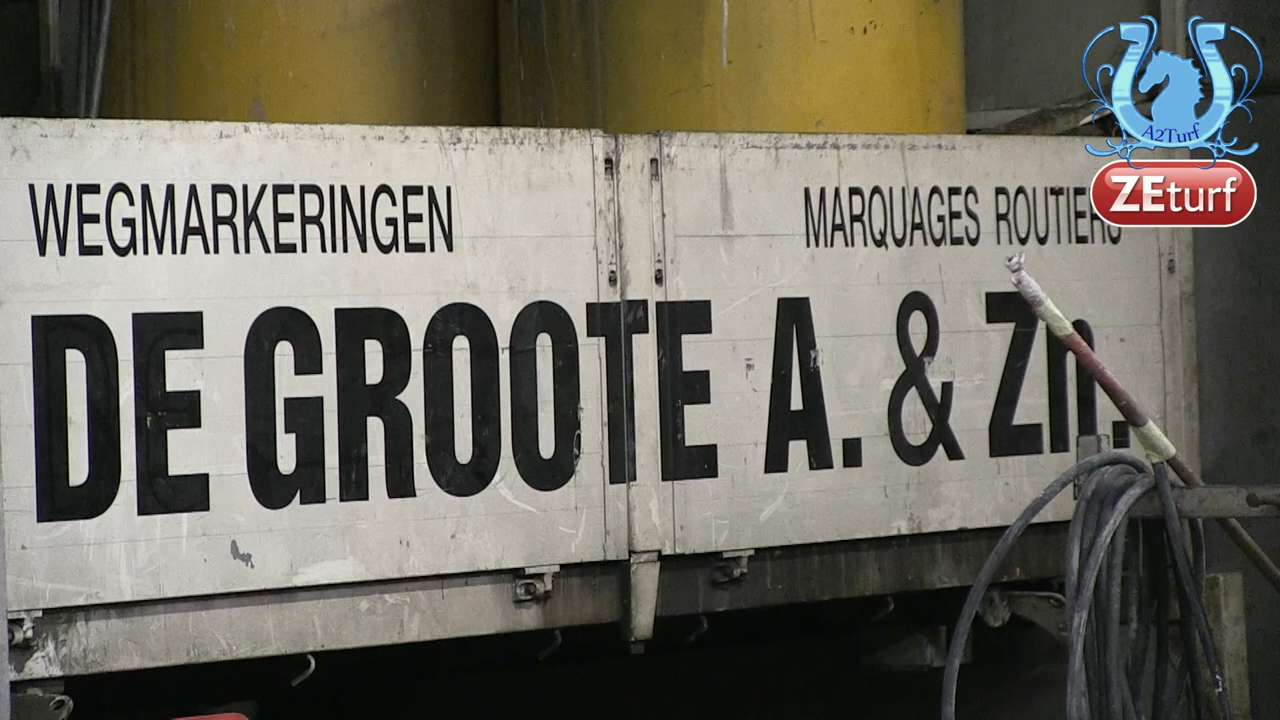 A2Turf
ZEturf
WEGMARKERINGEN MARQUAGES ROUTIERS
DE GROOTE A. & Zn.